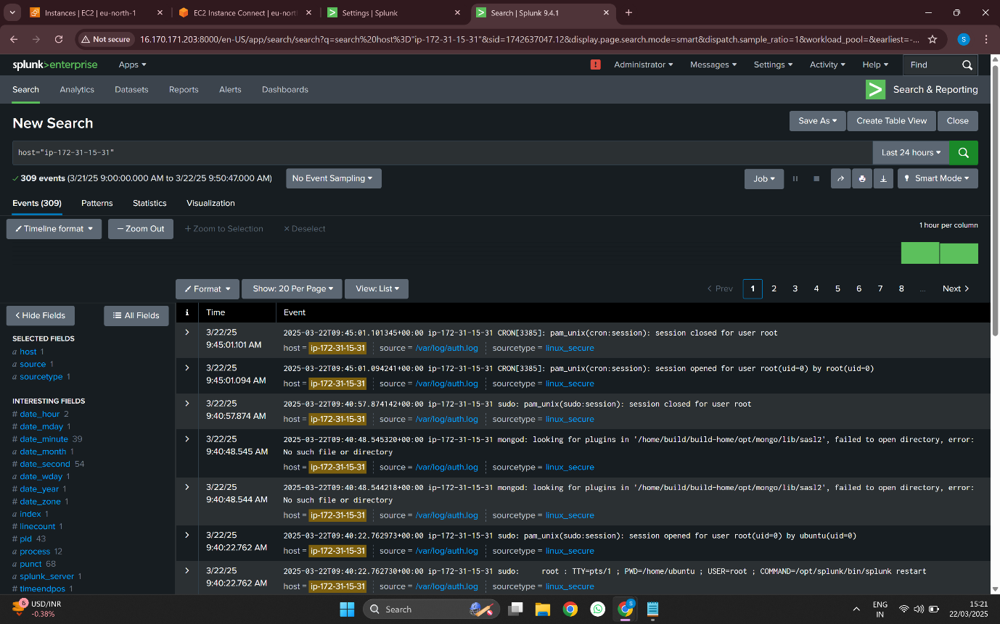 Instances | EC2 | eu-north-1
EC2 Instance Connect | eu-nort
Settings | Splunk
Search | Splunk 9.4.1
Not secure
16.170.171.203:8000/en-US/app/search/search?q=search%20host%3D"ip-172-31-15-31"&sid=1742637047.12&display.page.search.mode=smart&dispatch.sample_ratio=1&workload_pool=&earliest=-...
S
splunk>enterprise
Apps
Administrator
Messages
Settings
Activity
Help
Find
Search
Analytics
Datasets
Reports
Alerts
Dashboards
Search & Reporting
New Search
Save As
Create Table View
Close
host="ip-172-31-15-31"
Last 24 hours
309 events (3/21/25 9:00:00.000 AM to 3/22/25 9:50:47.000 AM)
No Event Sampling
Job
Smart Mode
Events (309)
Patterns
Statistics
Visualization
Timeline format
— Zoom Out
+ Zoom to Selection
× Deselect
1 hour per column
Format
Show: 20 Per Page
View: List
< Prev
1
2
3
4
5
6
7
8
...
Next >
< Hide Fields
All Fields
SELECTED FIELDS
a host 1
a source 1
a sourcetype 1
INTERESTING FIELDS
# date_hour 2
# date_mday 1
# date_minute 39
a date_month 1
# date_second 54
a date_wday 1
# date_year 1
# date_zone 1
a index 1
# linecount 1
# pid 43
a process 12
a punct 68
a splunk_server 1
# timeendpos 1
i Time Event
3/22/25
9:45:01.101 AM
2025-03-22T09:45:01.101345+00:00 ip-172-31-15-31 CRON[3385]: pam_unix(cron:session): session closed for user root
host = ip-172-31-15-31 source = /var/log/auth.log sourcetype = linux_secure
3/22/25
9:45:01.094 AM
2025-03-22T09:45:01.094241+00:00 ip-172-31-15-31 CRON[3385]: pam_unix(cron:session): session opened for user root(uid=0) by root(uid=0)
host = ip-172-31-15-31 source = /var/log/auth.log sourcetype = linux_secure
3/22/25
9:40:57.874 AM
2025-03-22T09:40:57.874142+00:00 ip-172-31-15-31 sudo: pam_unix(sudo:session): session closed for user root
host = ip-172-31-15-31 source = /var/log/auth.log sourcetype = linux_secure
3/22/25
9:40:48.545 AM
2025-03-22T09:40:48.545320+00:00 ip-172-31-15-31 mongod: looking for plugins in '/home/build/build-home/opt/mongo/lib/sasl2', failed to open directory, error:
No such file or directory
host = ip-172-31-15-31 source = /var/log/auth.log sourcetype = linux_secure
3/22/25
9:40:48.544 AM
2025-03-22T09:40:48.544218+00:00 ip-172-31-15-31 mongod: looking for plugins in '/home/build/build-home/opt/mongo/lib/sasl2', failed to open directory, error:
No such file or directory
host = ip-172-31-15-31 source = /var/log/auth.log sourcetype = linux_secure
3/22/25
9:40:22.762 AM
2025-03-22T09:40:22.762973+00:00 ip-172-31-15-31 sudo: pam_unix(sudo:session): session opened for user root(uid=0) by ubuntu(uid=0)
host = ip-172-31-15-31 source = /var/log/auth.log sourcetype = linux_secure
3/22/25
9:40:22.762 AM
2025-03-22T09:40:22.762730+00:00 ip-172-31-15-31 sudo: root : TTY=pts/1 ; PWD=/home/ubuntu ; USER=root ; COMMAND=/opt/splunk/bin/splunk restart
host = ip-172-31-15-31 source = /var/log/auth.log sourcetype = linux_secure
6
USD/INR
-0.38%
Search
S
ENG
IN
15:21
22/03/2025